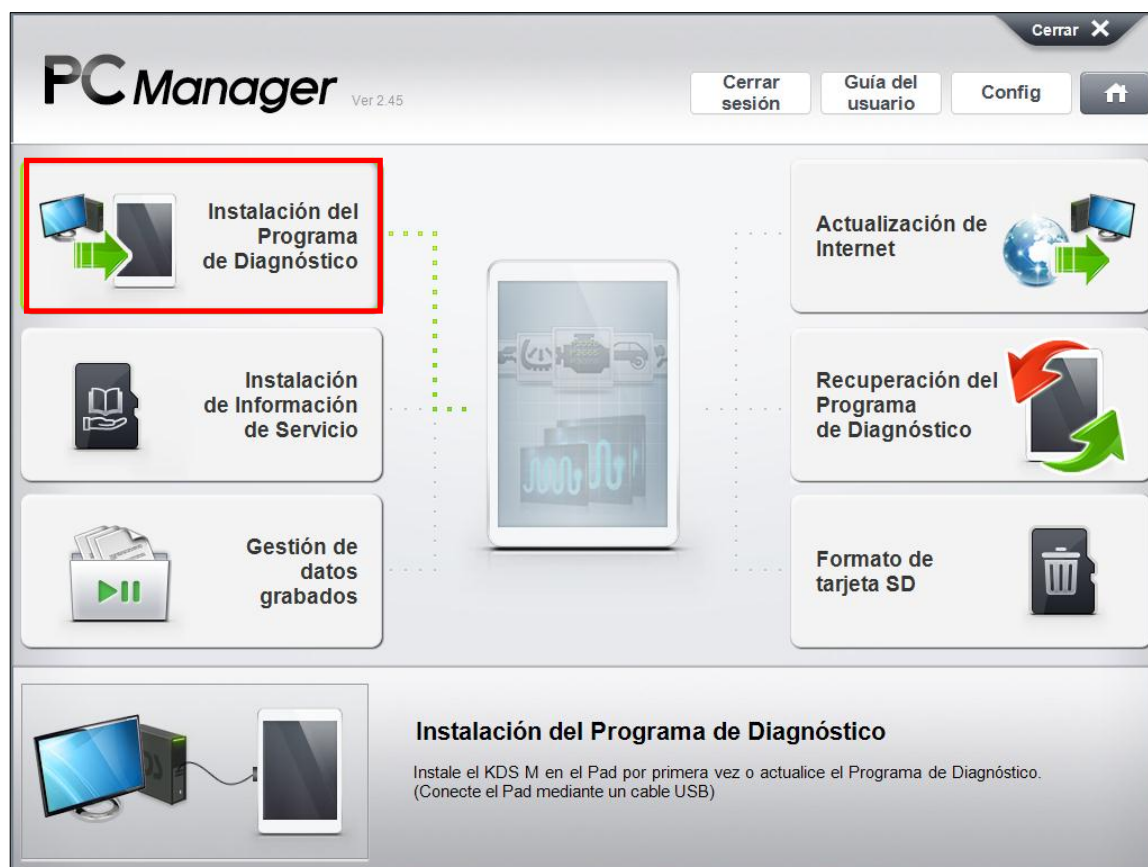 Cerrar
PC Manager Ver 2.45
Cerrar
sesión
Guía del
usuario
Config
Instalación del
Programa
de Diagnóstico
Actualización de
Internet
Instalación
de Información
de Servicio
Recuperación del
Programa
de Diagnóstico
Gestión de
datos
grabados
Formato de
tarjeta SD
Instalación del Programa de Diagnóstico
Instale el KDS M en el Pad por primera vez o actualice el Programa de Diagnóstico.
(Conecte el Pad mediante un cable USB)